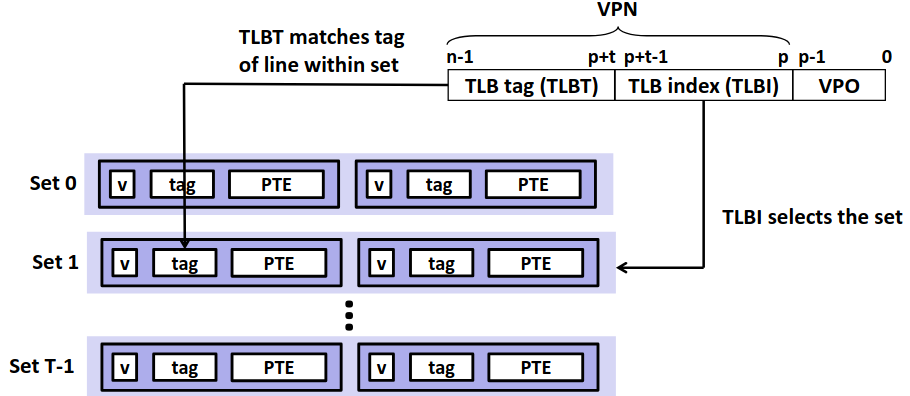 VPN
TLBT matches tag
of line within set
n-1 p+t p+t-1 p p-1 0
TLB tag (TLBT) TLB index (TLBI) VPO
Set 0 v tag PTE v tag PTE
TLBI selects the set
Set 1 v tag PTE v tag PTE
Set T-1 v tag PTE v tag PTE